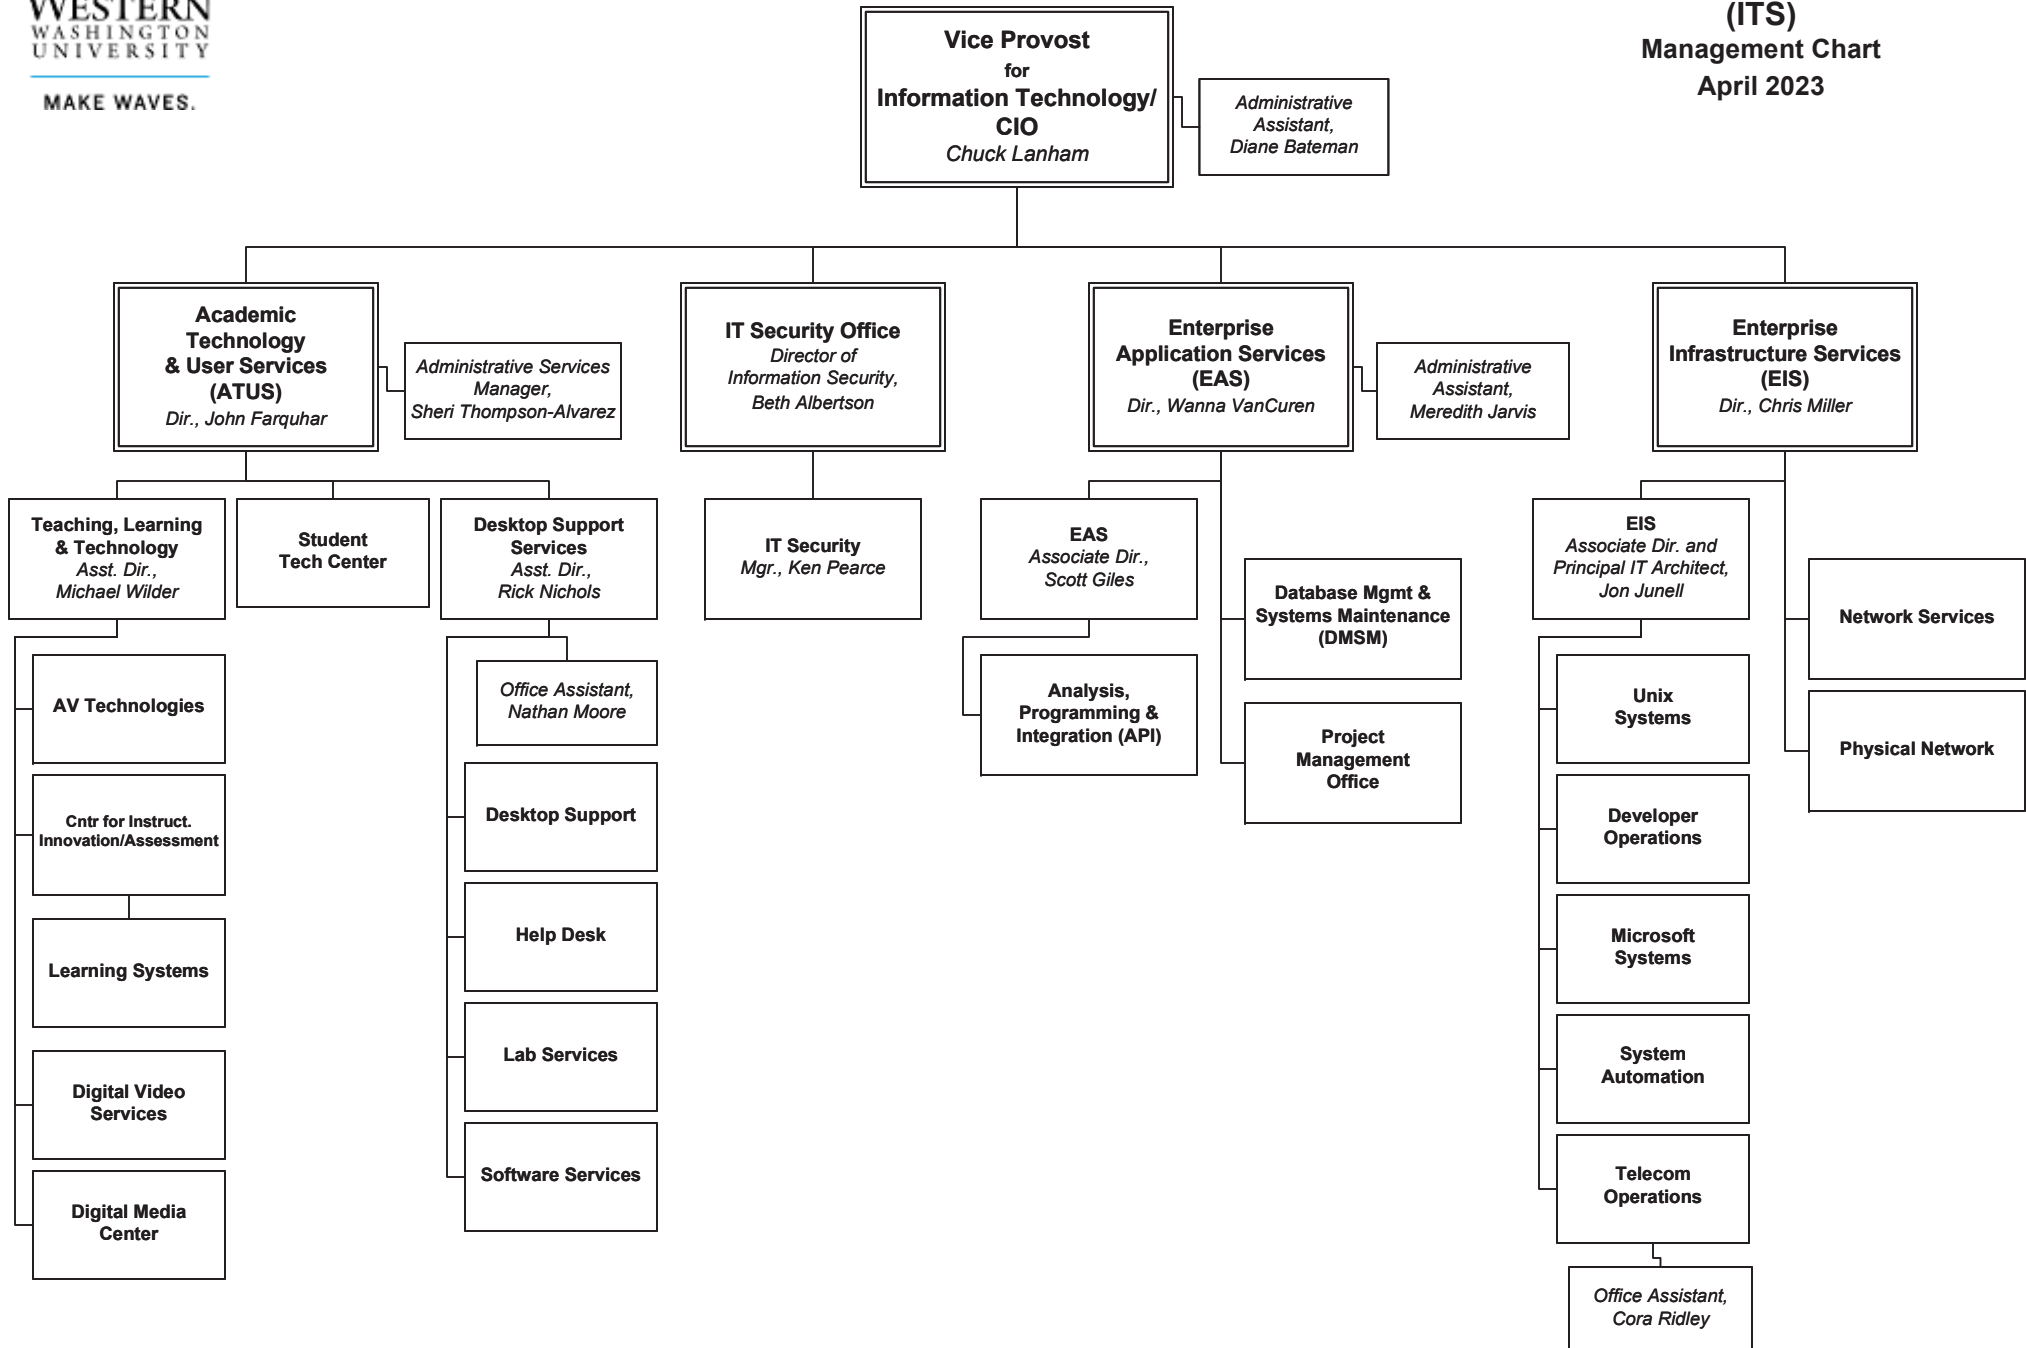 WESTERN
WASHINGTON
UNIVERSITY
MAKE WAVES.
(ITS)
Management Chart
April 2023
Vice Provost
for
Information Technology/
CIO
Chuck Lanham
Administrative
Assistant,
Diane Bateman
Academic
Technology
& User Services
(ATUS)
Dir., John Farquhar
Administrative Services
Manager,
Sheri Thompson-Alvarez
IT Security Office
Director of
Information Security,
Beth Albertson
Enterprise
Application Services
(EAS)
Dir., Wanna VanCuren
Administrative
Assistant,
Meredith Jarvis
Enterprise
Infrastructure Services
(EIS)
Dir., Chris Miller
Teaching, Learning
& Technology
Asst. Dir.,
Michael Wilder
Student
Tech Center
Desktop Support
Services
Asst. Dir.,
Rick Nichols
IT Security
Mgr., Ken Pearce
EAS
Associate Dir.,
Scott Giles
Database Mgmt &
Systems Maintenance
(DMSM)
EIS
Associate Dir. and
Principal IT Architect,
Jon Junell
Network Services
AV Technologies
Office Assistant,
Nathan Moore
Analysis,
Programming &
Integration (API)
Project
Management
Office
Unix
Systems
Physical Network
Cntr for Instruct.
Innovation/Assessment
Desktop Support
Developer
Operations
Learning Systems
Help Desk
Microsoft
Systems
Digital Video
Services
Lab Services
System
Automation
Digital Media
Center
Software Services
Telecom
Operations
Office Assistant,
Cora Ridley